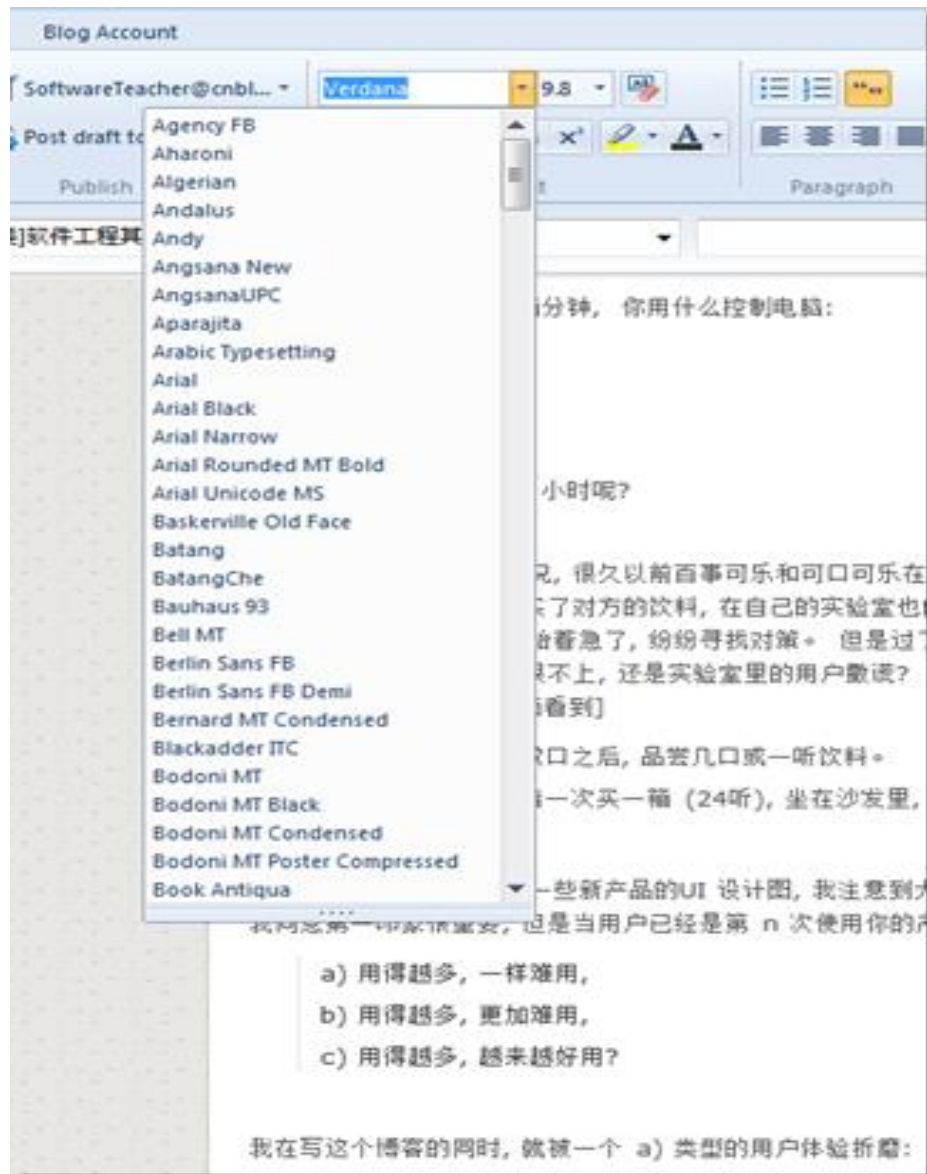 Blog Account
SoftwareTeacher@cnbl...
Verdana
9.8
Post draft to
Publish
Paragraph
]软件工程其
Agency FB
Aharoni
Algerian
Andalus
Andy
Angsana New
AngsanaUPC
Aparajita
Arabic Typesetting
Arial
Arial Black
Arial Narrow
Arial Rounded MT Bold
Arial Unicode MS
Baskerville Old Face
Batang
BatangChe
Bauhaus 93
Bell MT
Berlin Sans FB
Berlin Sans FB Demi
Bernard MT Condensed
Blackadder ITC
Bodoni MT
Bodoni MT Black
Bodoni MT Condensed
Bodoni MT Poster Compressed
Book Antiqua
分钟, 你用什么控制电脑:
小时呢?
, 很久以前百事可乐和可口可乐在
了对方的饮料, 在自己的实验室也
着急了, 纷纷寻找对策。 但是过
不上, 还是实验室里的用户撒谎?
看到]
口之后, 品尝几口或一听饮料。
一次买一箱 (24听), 坐在沙发里,
一些新产品的UI 设计图, 我注意到
我同意第一印象很重要, 但是当用户已经是第 n 次使用你的
a) 用得越多, 一样难用,
b) 用得越多, 更加难用,
c) 用得越多, 越来越好用?
我在写这个博客的同时, 就被一个 a) 类型的用户体验折磨: